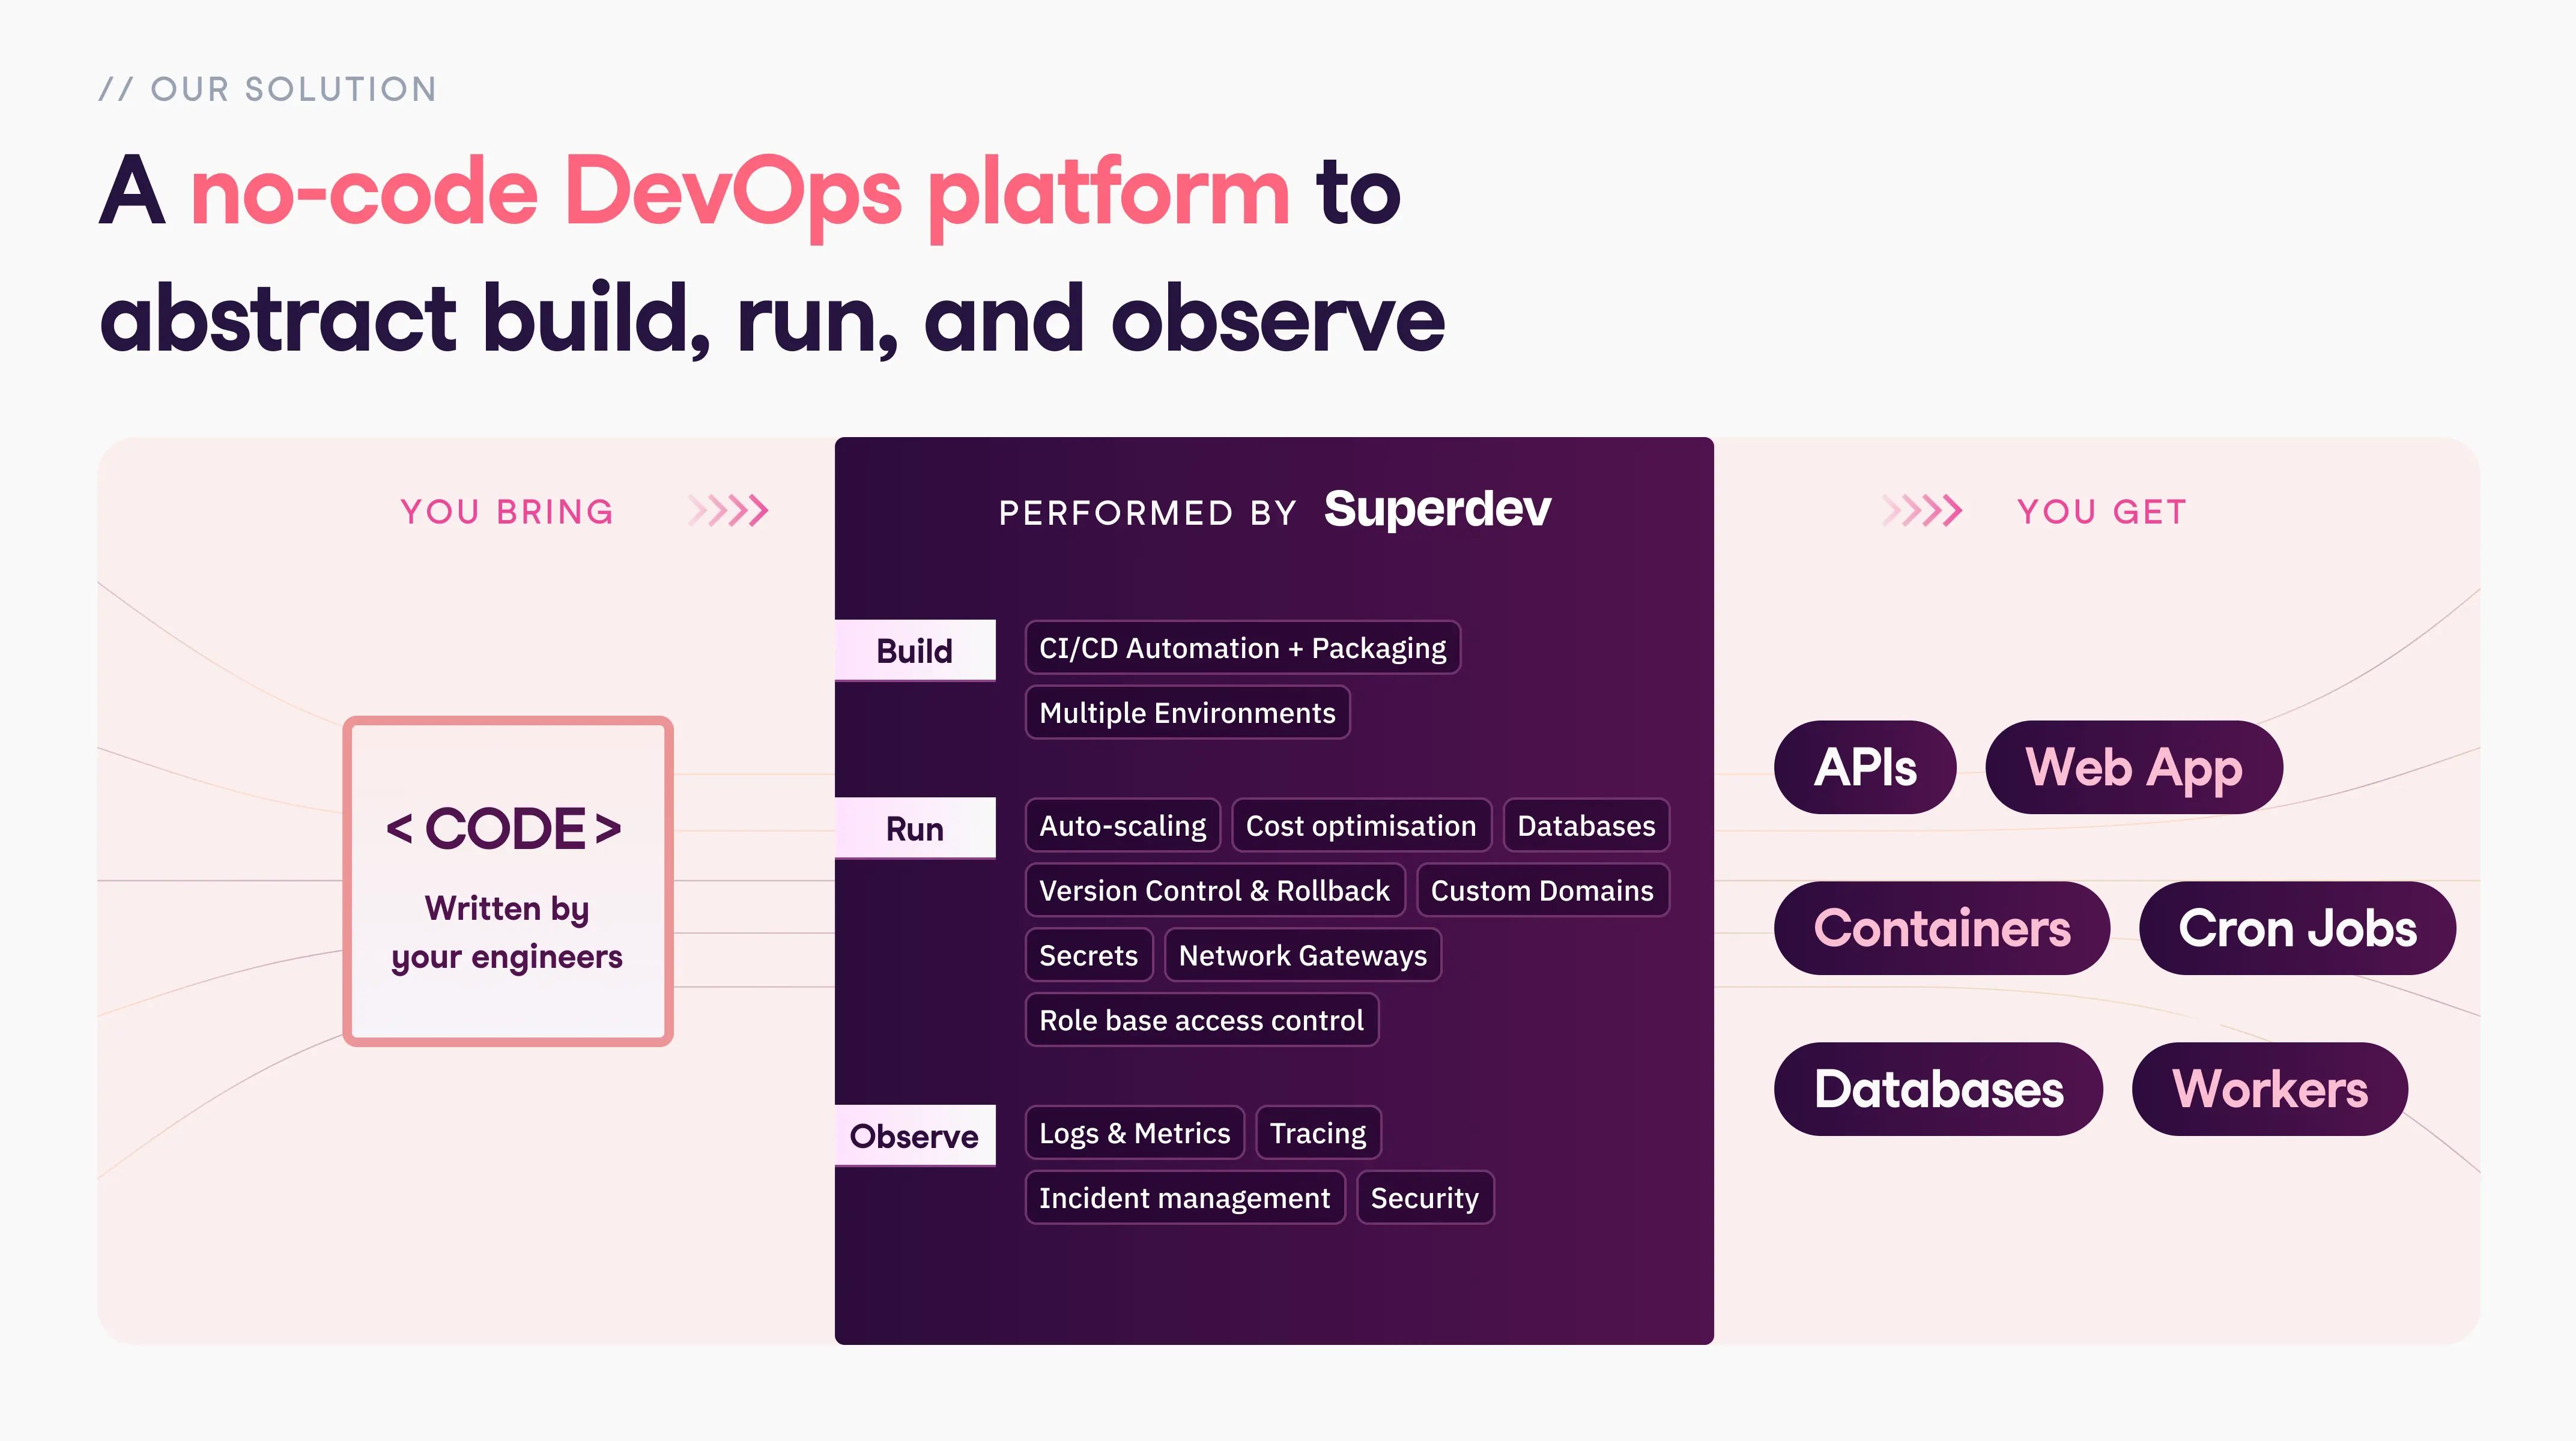 // OUR SOLUTION
A no-code DevOps platform to
abstract build, run, and observe
YOU BRING
<CODE>
Written by
your engineers
PERFORMED BY Superdev
Build
CI/CD Automation + Packaging
Multiple Environments
Run
Auto-scaling Cost optimisation Databases
Version Control & Rollback Custom Domains
Secrets Network Gateways
Role base access control
Observe
Logs & Metrics Tracing
Incident management Security
YOU GET
APIs Web App
Containers Cron Jobs
Databases Workers